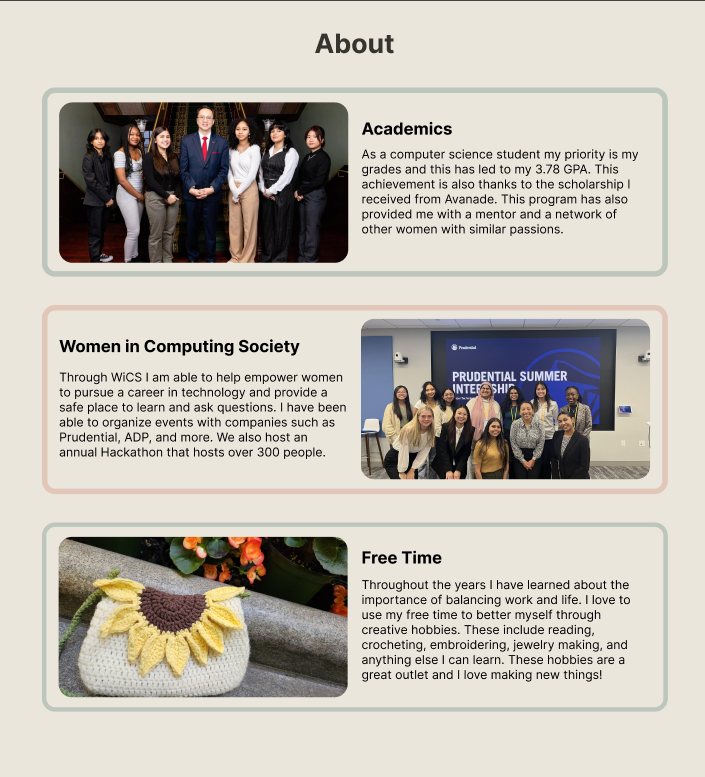 About
Academics
As a computer science student my priority is my
grades and this has led to my 3.78 GPA. This
achievement is also thanks to the scholarship I
received from Avanade. This program has also
provided me with a mentor and a network of
other women with similar passions.
Women in Computing Society
Through WiCS I am able to help empower women
to pursue a career in technology and provide a
safe place to learn and ask questions. I have been
able to organize events with companies such as
Prudential, ADP, and more. We also host an
annual Hackathon that hosts over 300 people.
Prudential
PRUDENTIAL SUMMER
INTERNSHIP
Free Time
Throughout the years I have learned about the
importance of balancing work and life. I love to
use my free time to better myself through
creative hobbies. These include reading,
crocheting, embroidering, jewelry making, and
anything else I can learn. These hobbies are a
great outlet and I love making new things!